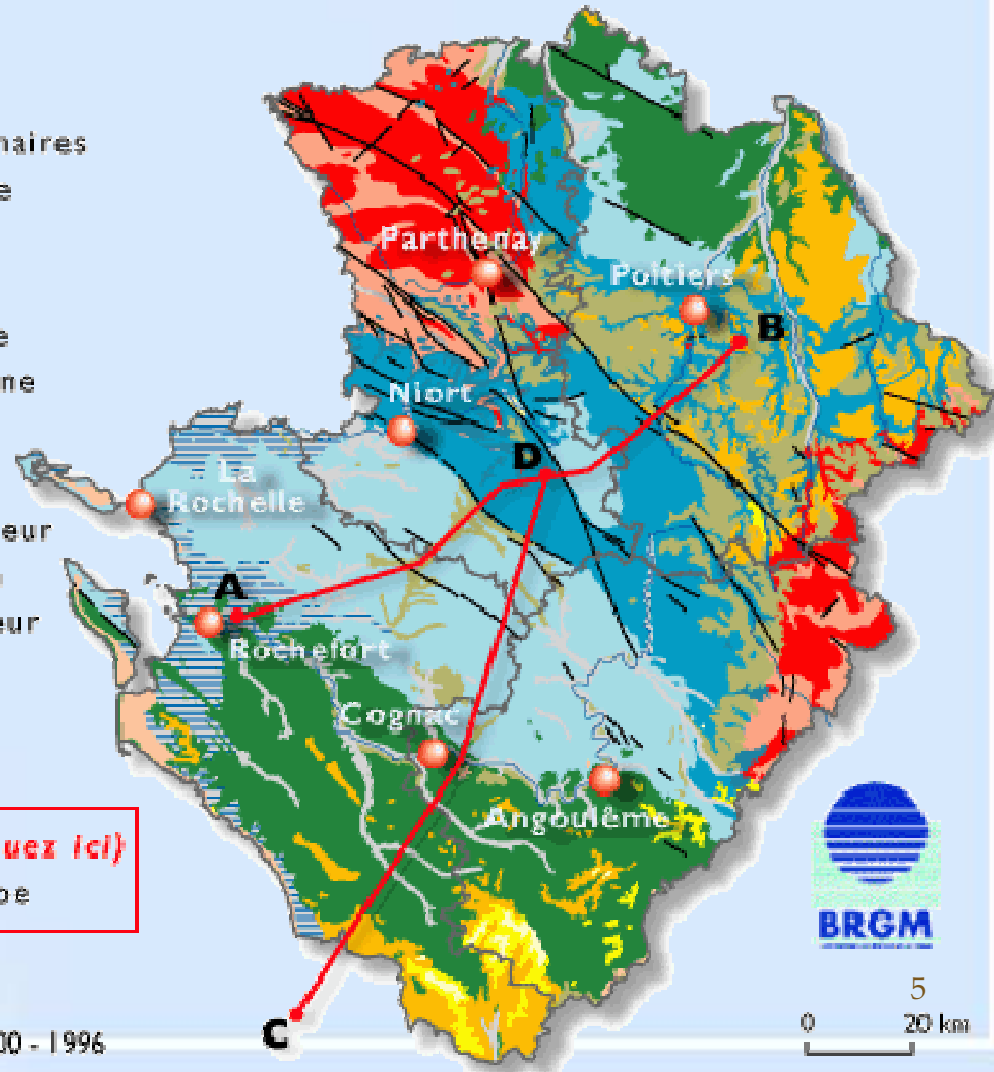 naires
e
Parthenay
Poitiers
B
e
ne
Niort
D
La
Rochelle
eur
A
eur
Rochefort
Cognac
Angoulême
uez ici)
pe
BRGM
5
0 20 km
C
00 - 1996